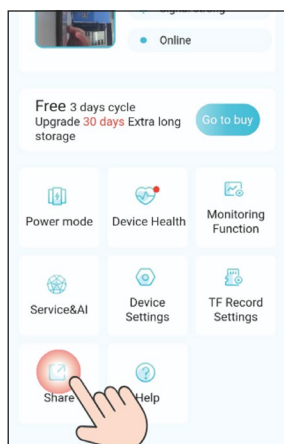 Online
Free 3 days cycle
Upgrade 30 days Extra long
storage
Go to buy
Power mode
Device Health
Monitoring
Function
Service&AI
Device
Settings
TF Record
Settings
Share
Help